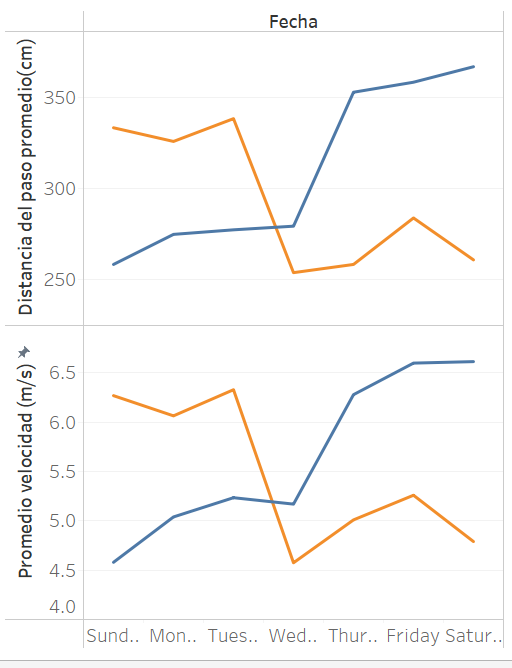 Fecha
Distancia del paso promedio(cm)
350
300
250
Promedio velocidad (m/s)
6.5
6.0
5.5
5.0
4.5
4.0
Sund.. Mon.. Tues.. Wed.. Thur.. Friday Satur..